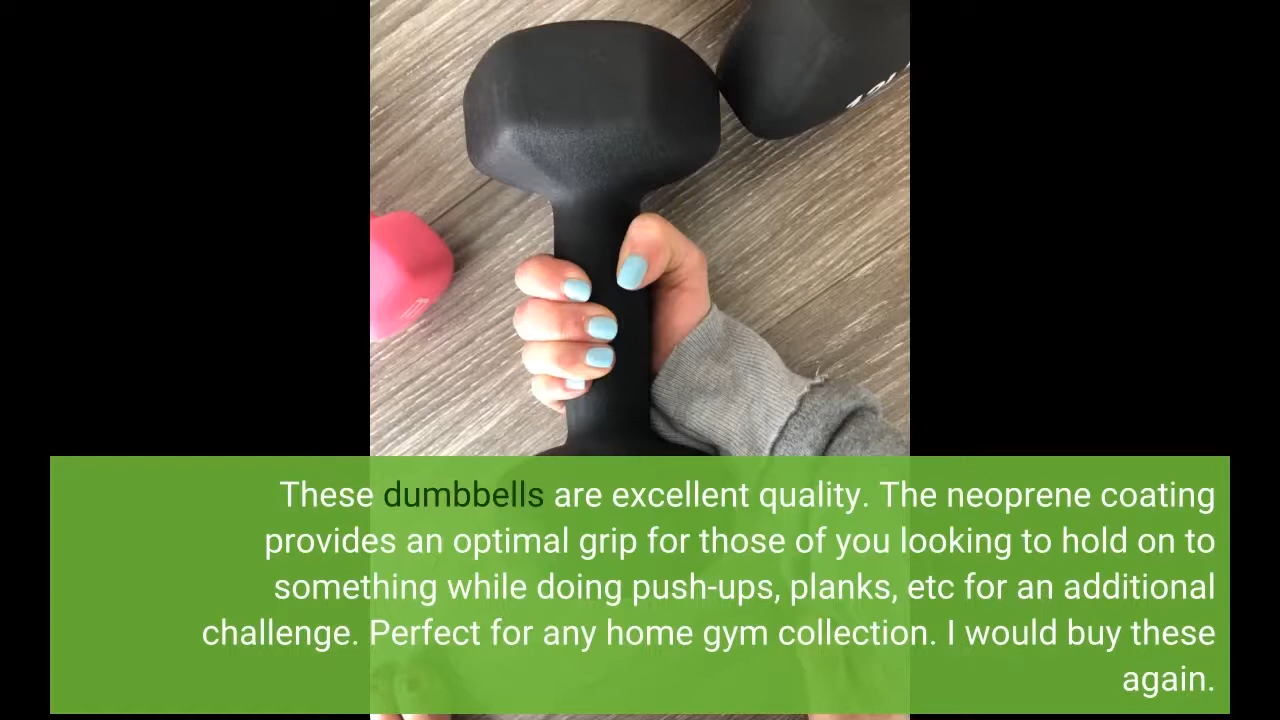 These dumbbells are excellent quality. The neoprene coating
provides an optimal grip for those of you looking to hold on to
something while doing push-ups, planks, etc for an additional
challenge. Perfect for any home gym collection. I would buy these
again.